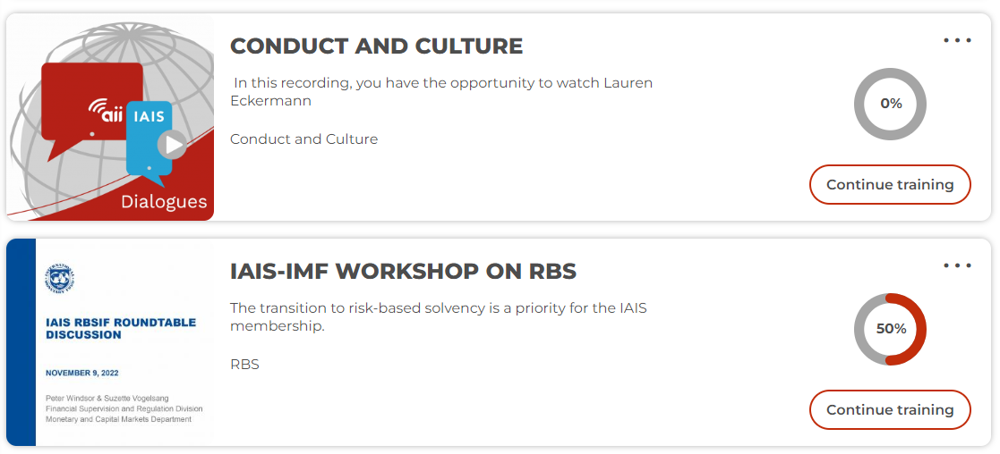 CONDUCT AND CULTURE
In this recording, you have the opportunity to watch Lauren
Eckermann
Conduct and Culture
0%
Continue training
aii
IAIS
Dialogues
IAIS-IMF WORKSHOP ON RBS
The transition to risk-based solvency is a priority for the IAIS
membership.
RBS
50%
Continue training
INTERNATIONAL MONETARY FUND
IAIS RBSIF ROUNDTABLE
DISCUSSION
NOVEMBER 9, 2022
Peter Windsor & Suzette Vogelsang
Financial Supervision and Regulation Division
Monetary and Capital Markets Department